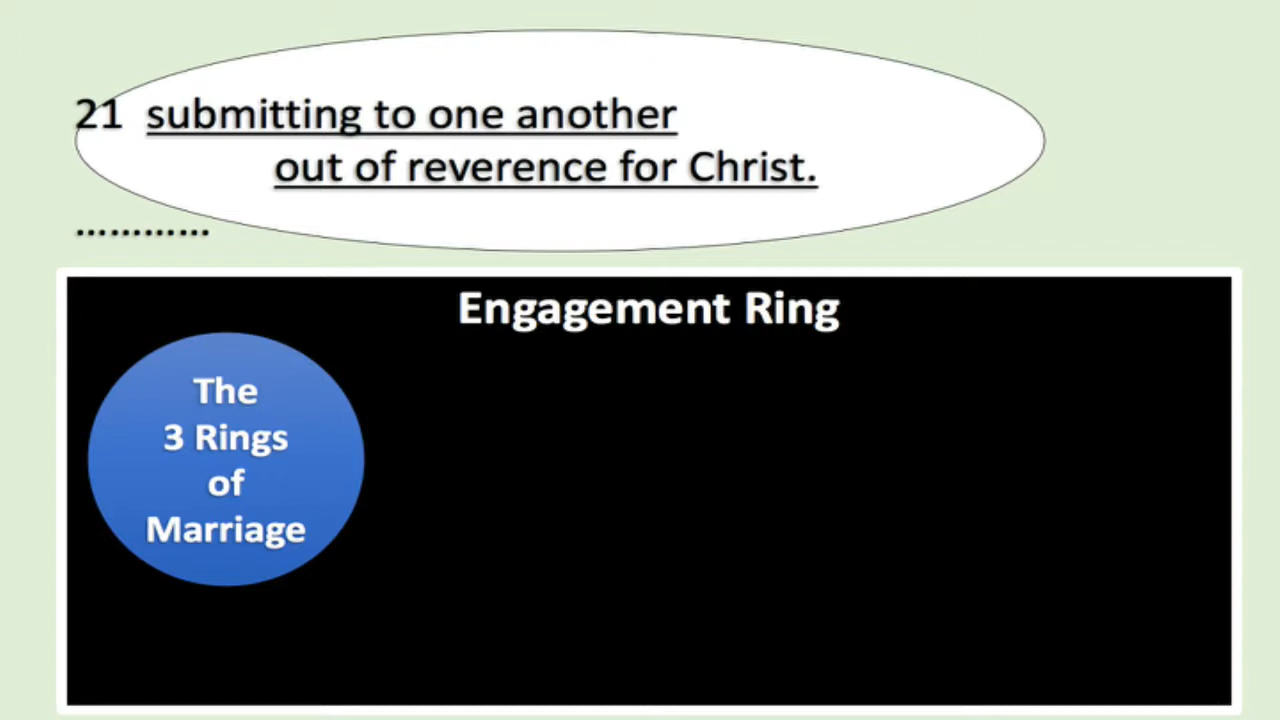 21 submitting to one another
out of reverence for Christ.
…………
Engagement Ring
The
3 Rings
of
Marriage